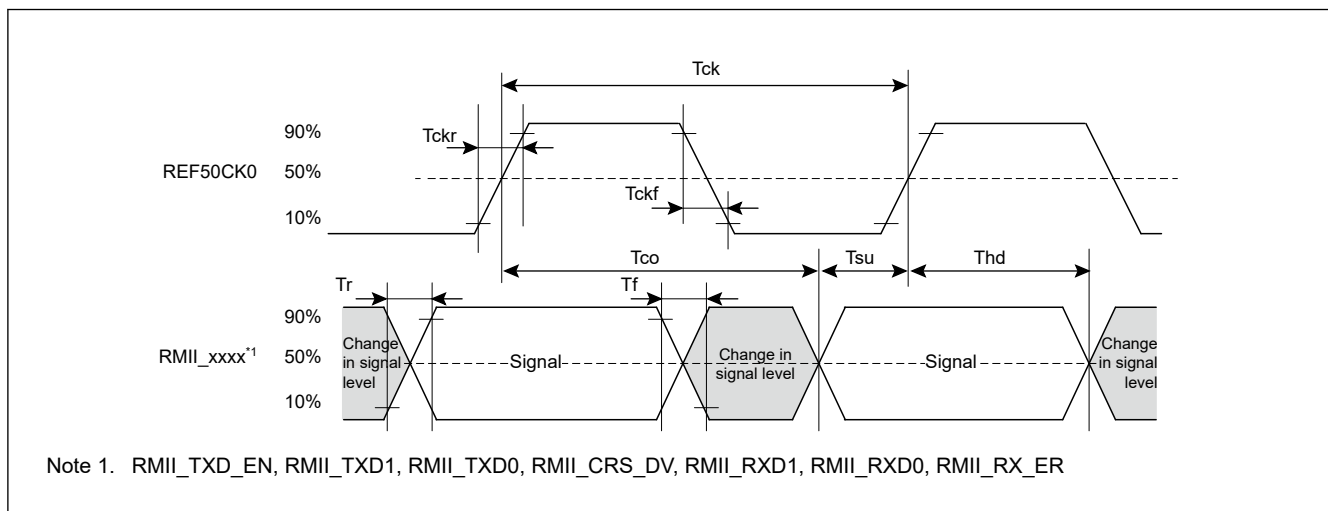 Tck
90%
Tckr
REF50CK0
50%
Tckf
10%
Tco
Tsu
Thd
Tr
Tf
90%
Change
in signal
level
RMII_xxxx*1
50%
Signal
Change in
signal level
Signal
Change in
in signal
level
10%
Note 1. RMII_TXD_EN, RMII_TXD1, RMII_TXD0, RMII_CRS_DV, RMII_RXD1, RMII_RXD0, RMII_RX_ER